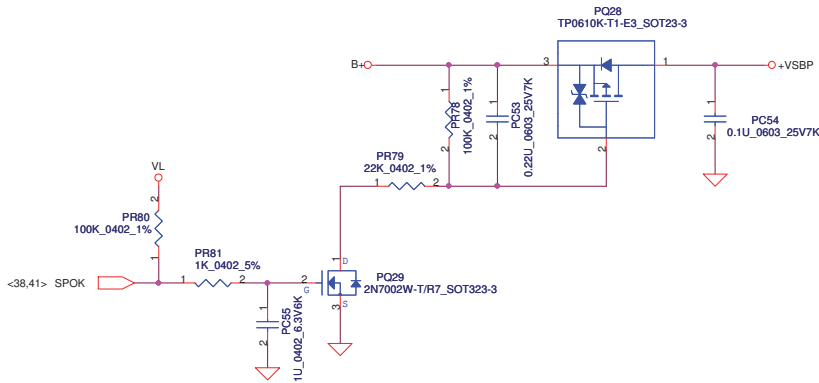 PQ28
TP0610K-T1-E3_SOT23-3
B+
3
1
+VSBP
1
PR78
100K_0402_1%
2
1
PC53
0.22U_0603_25V7K
2
2
1
PC54
0.1U_0603_25V7K
2
PR79
22K_0402_1%
1
2
VL
2
PR80
100K_0402_1%
1
PR81
1K_0402_5%
<38,41> SPOK
1
2
1
D
2
G
PQ29
2N7002W-T/R7_SOT323-3
S
3
1
PC55
1U_0402_6.3V6K
2